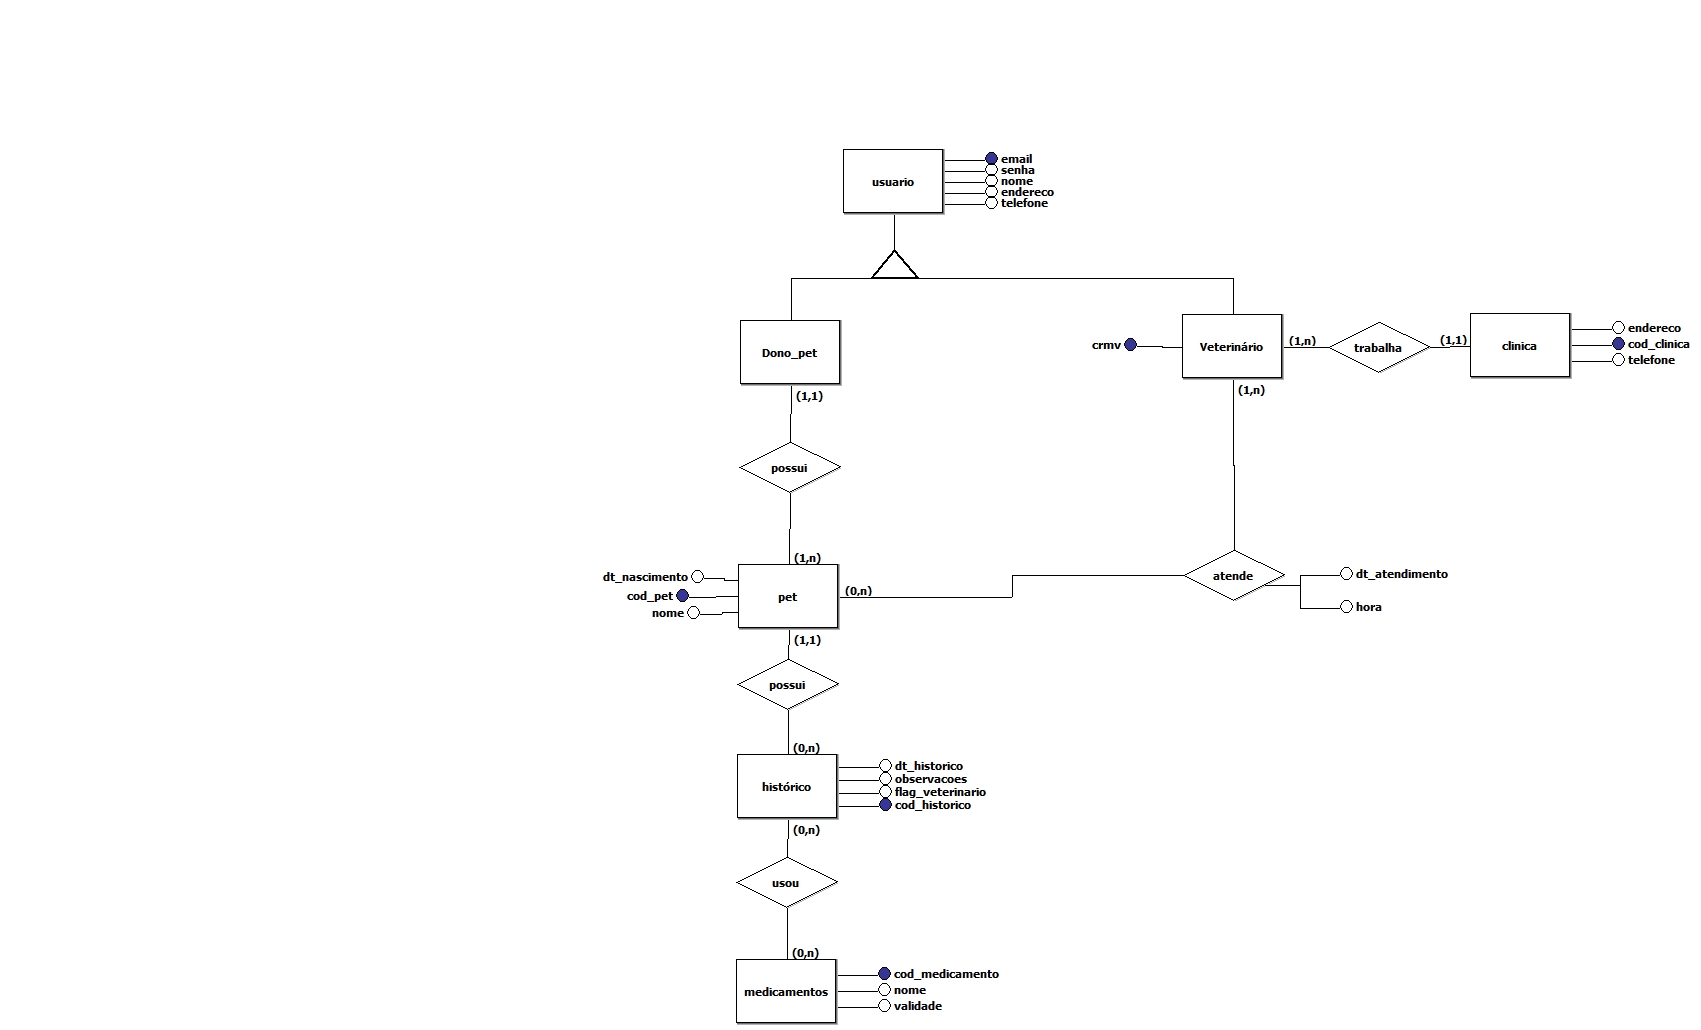 usuario
email
senha
nome
endereco
telefone
Dono_pet
(1,1)
crmv
Veterinário
(1,n)
trabalha
(1,1)
clinica
endereco
cod_clinica
telefone
(1,n)
possui
(1,n)
dt_nascimento
cod_pet
nome
pet
(0,n)
atende
dt_atendimento
hora
(1,1)
possui
(0,n)
histórico
dt_historico
observacoes
flag_veterinario
cod_historico
(0,n)
usou
(0,n)
medicamentos
cod_medicamento
nome
validade